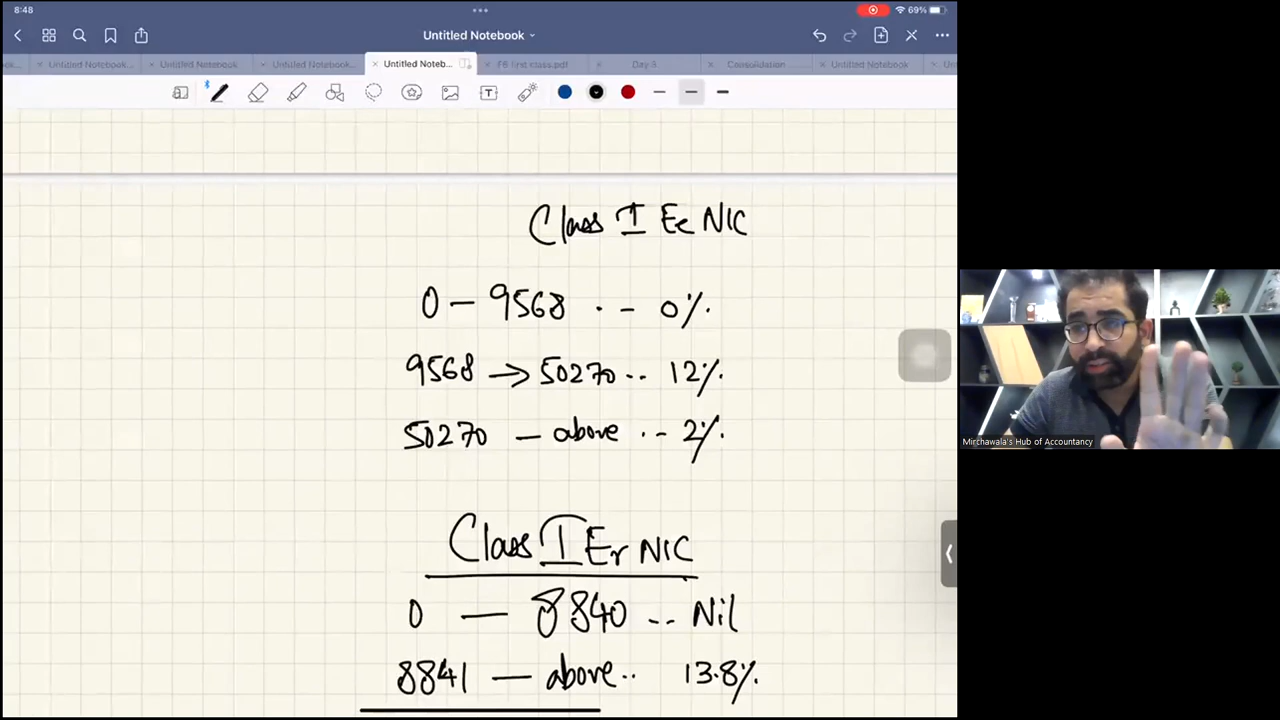 8:48
69%
Untitled Notebook
Untitled Notebook... Untitled Notebook Untitled Notebook... Untitled Noteb... F6 first class.pdf Day 3 Consolidation Untitled Notebook
Class I Ee NIC
0 — 9568 .. 0%.
9568 → 50270 .. 12%.
50270 — above .. 2%.
Class I Er NIC
0 — 8840 .. Nil
8841 — above .. 13.8%.
Mirchawala's Hub of Accountancy